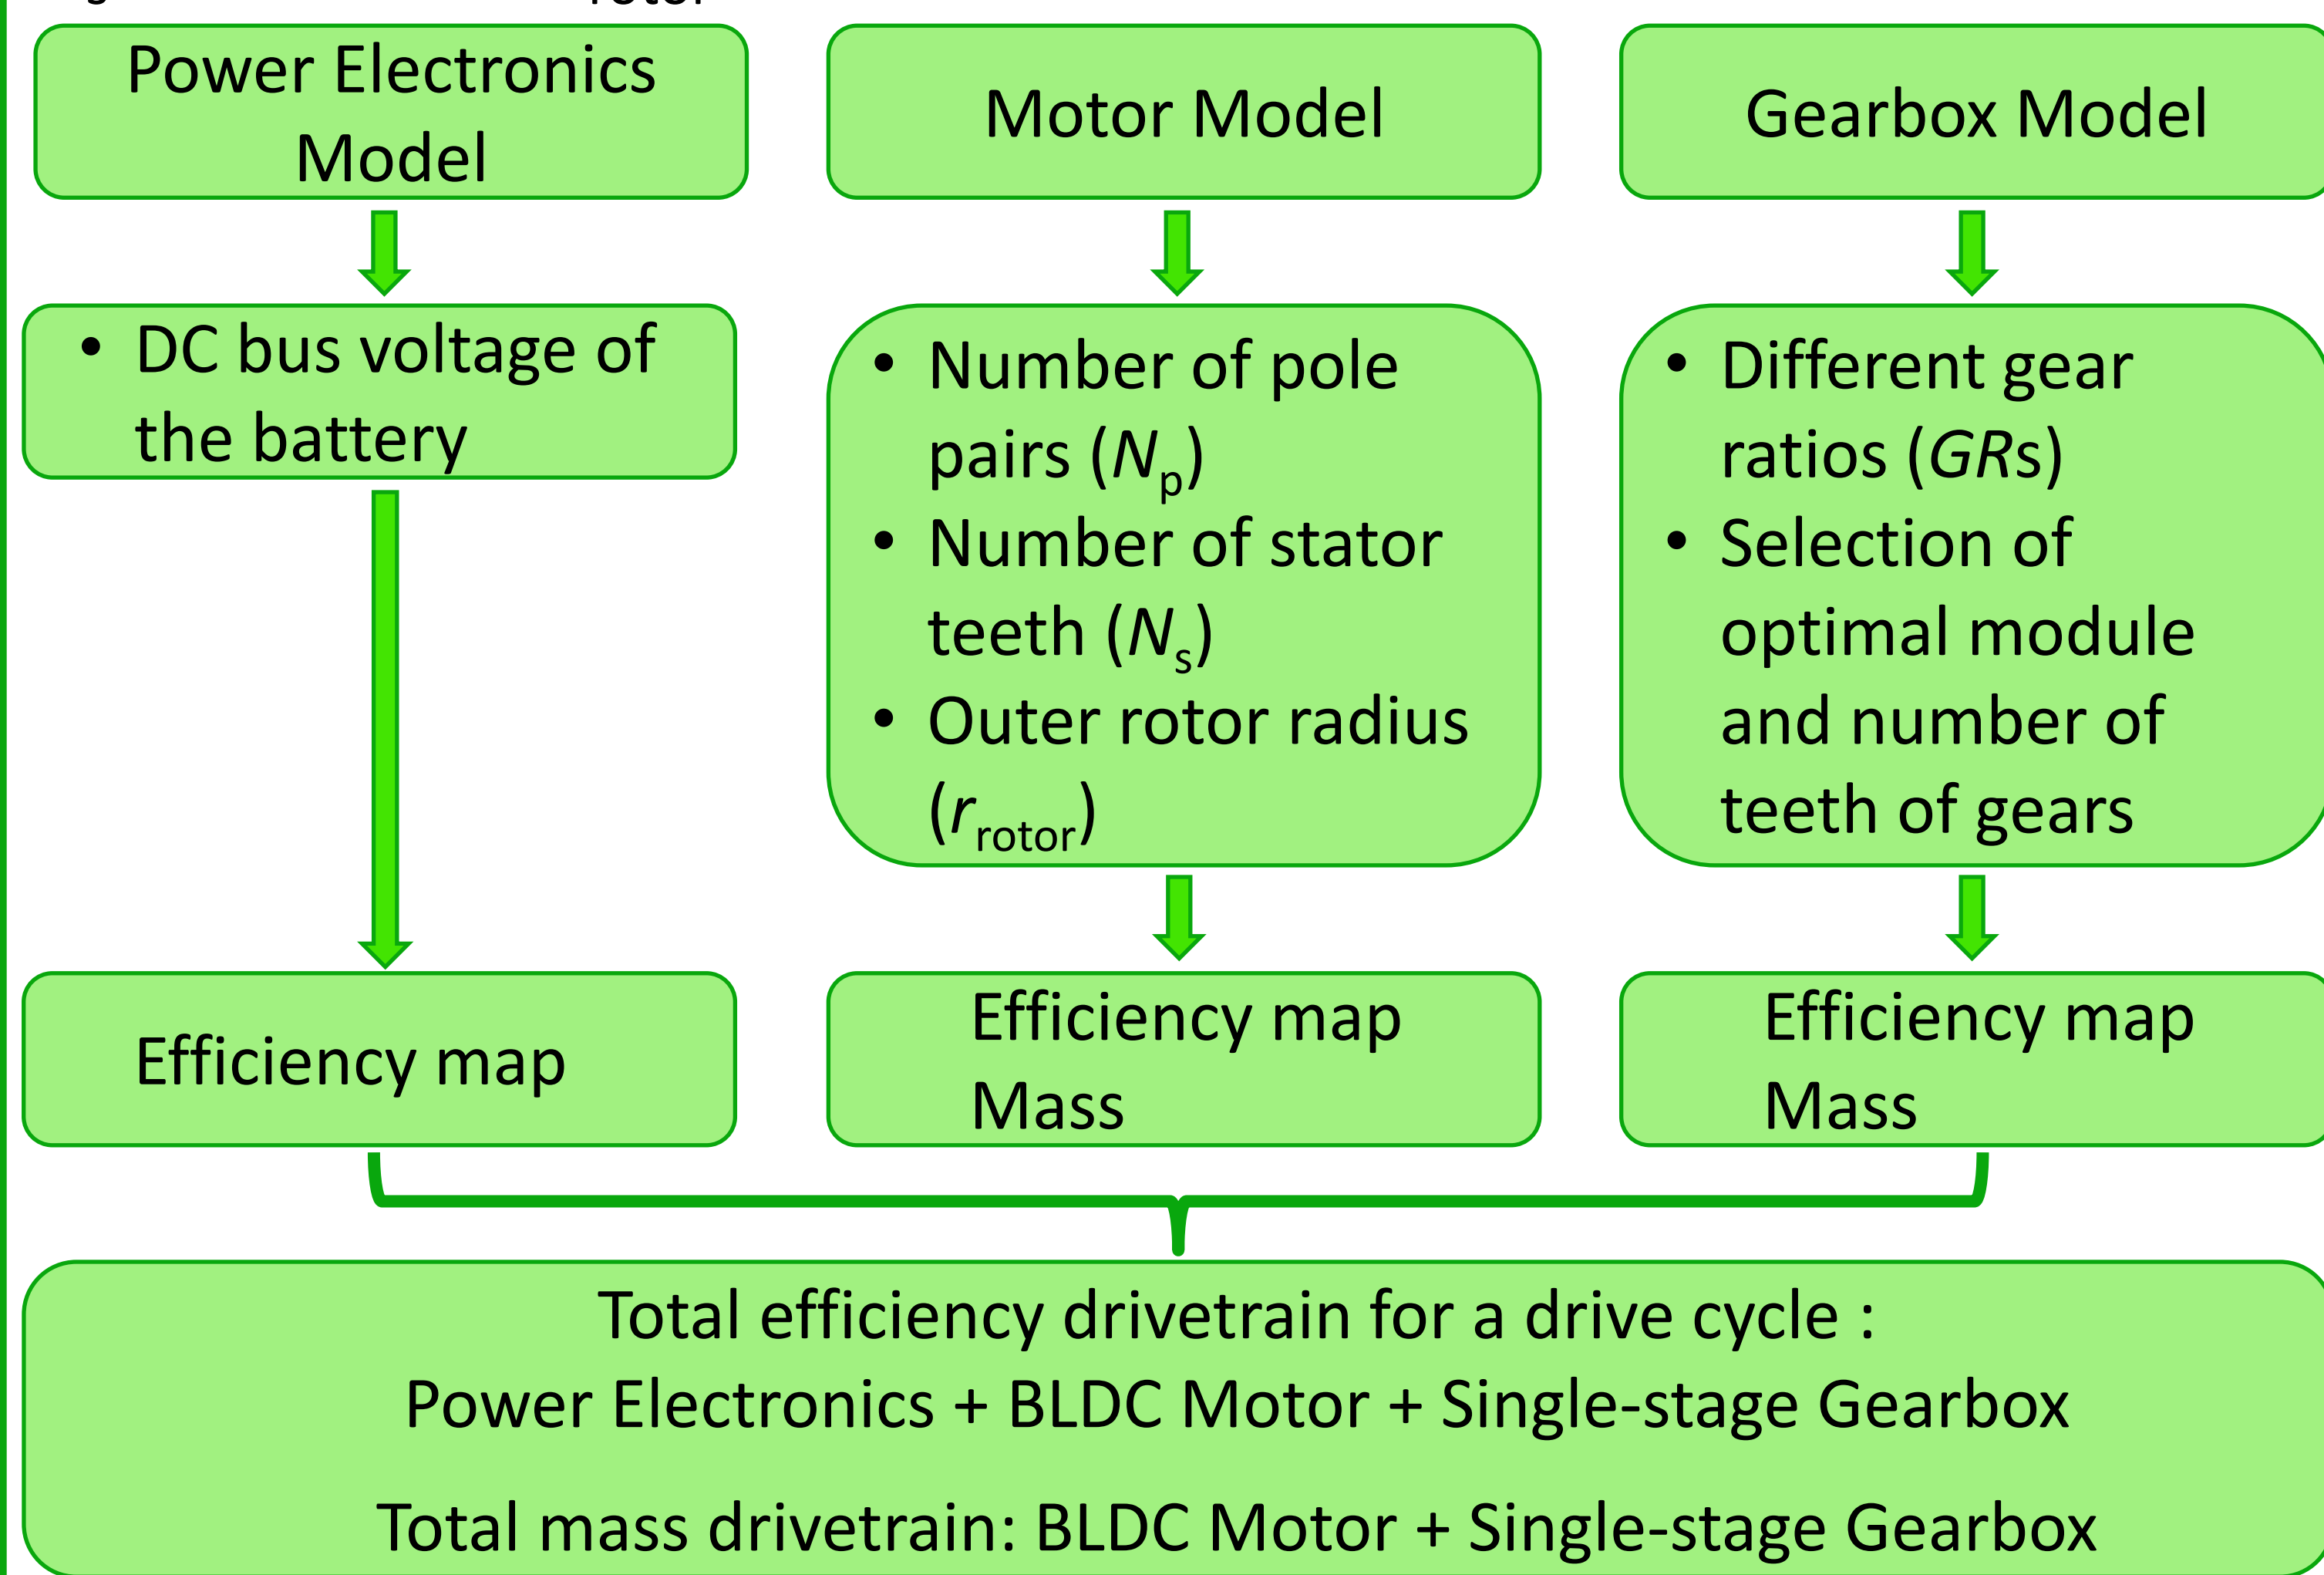 Power Electronics
Model
Motor Model
Gearbox Model
• DC bus voltage of
the battery
• Number of pole
pairs (Np)
• Number of stator
teeth (Ns)
• Outer rotor radius
(rrotor)
• Different gear
ratios (GRs)
• Selection of
optimal module
and number of
teeth of gears
Efficiency map
Efficiency map
Mass
Efficiency map
Mass
Total efficiency drivetrain for a drive cycle :
Power Electronics + BLDC Motor + Single-stage Gearbox
Total mass drivetrain: BLDC Motor + Single-stage Gearbox